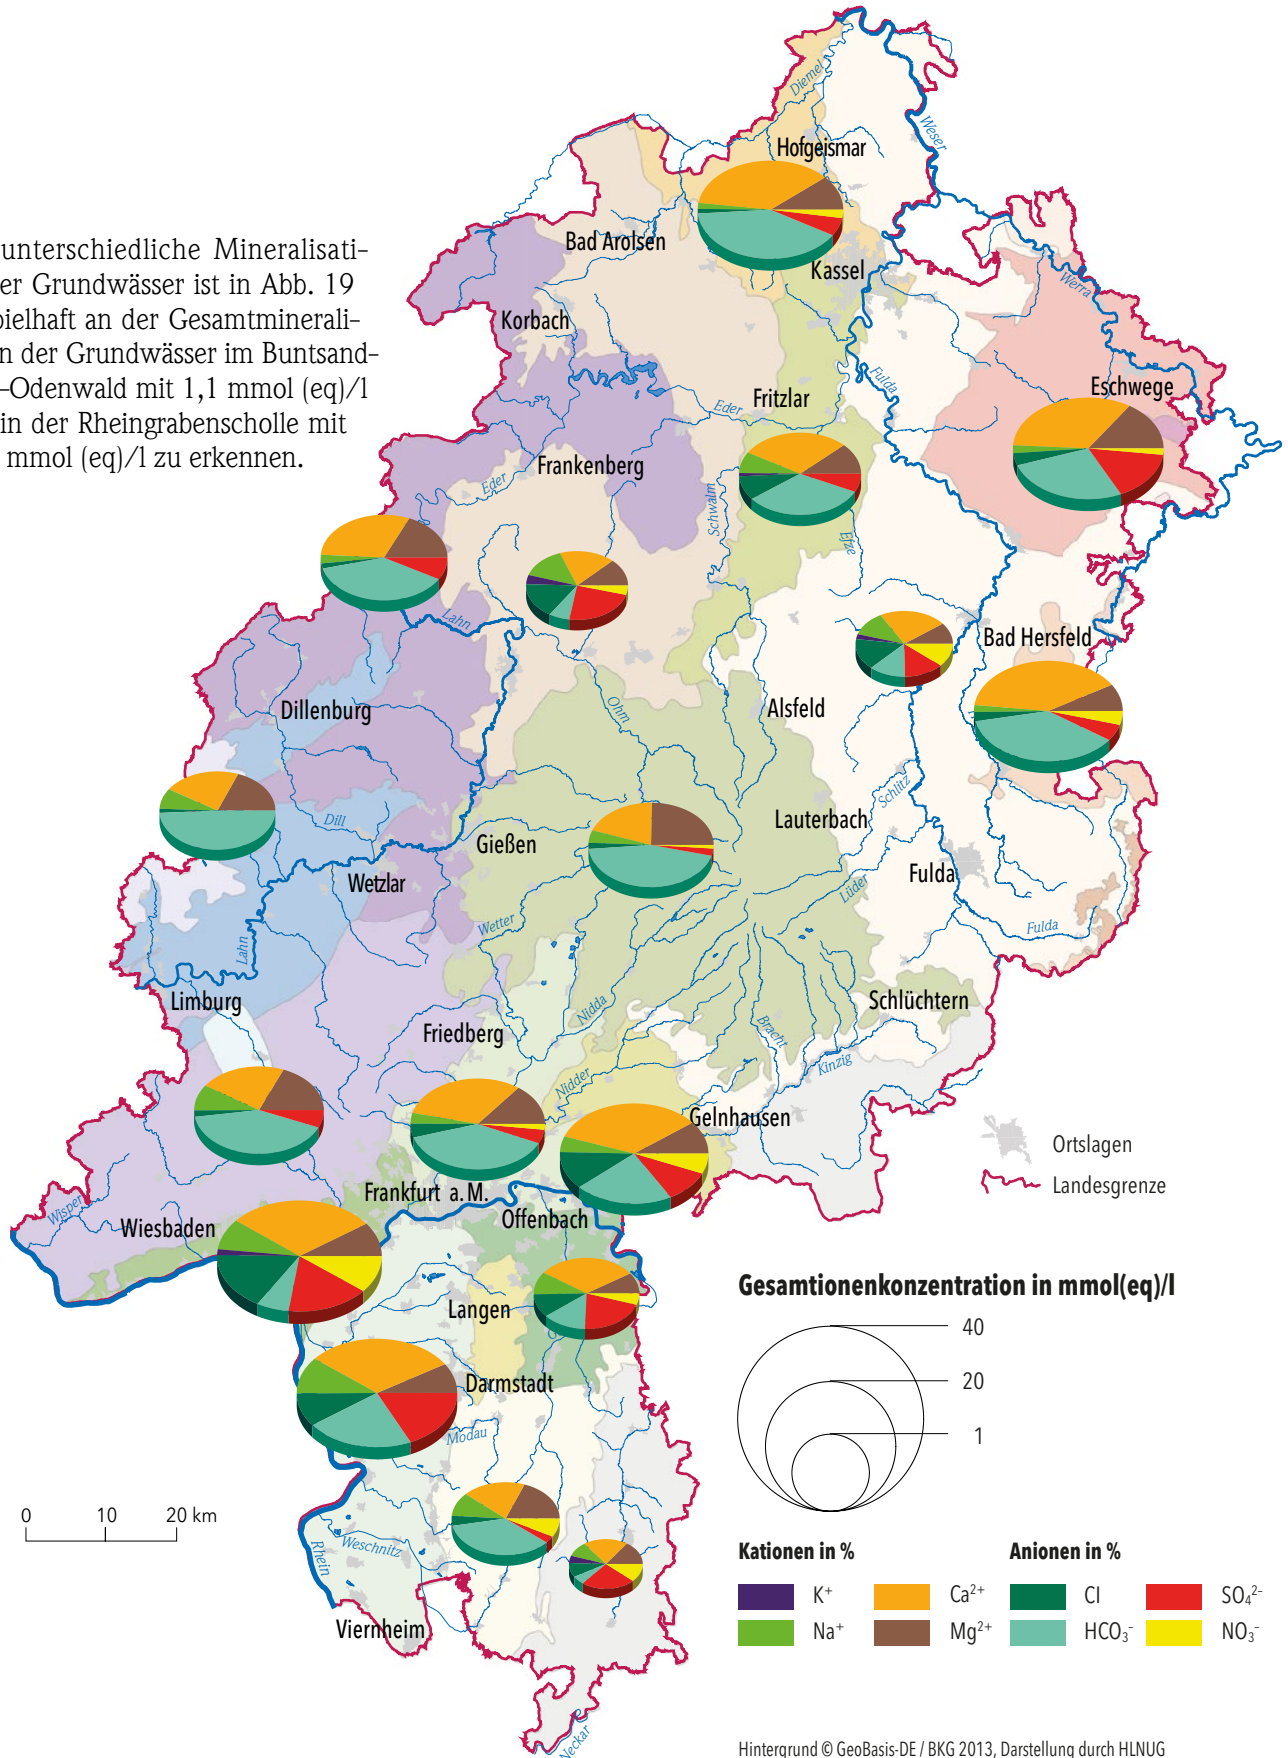 unterschiedliche Mineralisati-
er Grundwässer ist in Abb. 19
pielhaft an der Gesamtminerali-
n der Grundwässer im Buntsand-
-Odenwald mit 1,1 mmol (eq)/l
in der Rheingrabenscholle mit
mmol (eq)/l zu erkennen.
Diemel
Hofgeismar
Weser
Bad Arolsen
Kassel
Werra
Korbach
Fulda
Eschwege
Fritzlar
Eder
Frankenberg
Eder
Schwalm
Efze
Lahn
Bad Hersfeld
Dillenburg
Ohm
Alsfeld
Schlitz
Dill
Lauterbach
Gießen
Wetzlar
Fulda
Lüder
Wetter
Fulda
Lahn
Limburg
Schlüchtern
Nidda
Friedberg
Bracht
Kinzig
Nidder
Gelnhausen
Ortslagen
Landesgrenze
Frankfurt a.M.
Wisper
Wiesbaden
Offenbach
Langen
Darmstadt
Modau
Weschnitz
Rhein
Viernheim
Neckar
0 10 20 km
Gesamtionenkonzentration in mmol(eq)/l
40
20
1
Kationen in % Anionen in %
K⁺ Ca²⁺ Cl SO₄²⁻
Na⁺ Mg²⁺ HCO₃⁻ NO₃⁻
Hintergrund © GeoBasis-DE / BKG 2013, Darstellung durch HLNUG